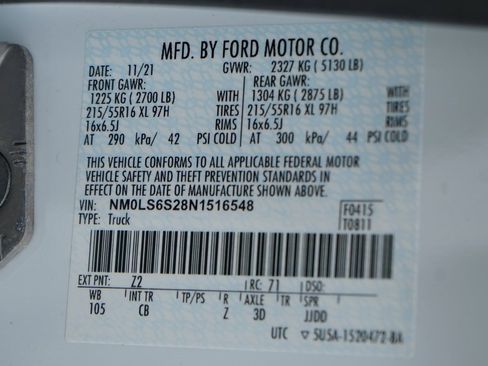 MFD. BY FORD MOTOR CO.
DATE: 11/21 GVWR: 2327 KG ( 5130 LB)
FRONT GAWR: REAR GAWR:
1225 KG ( 2700 LB) WITH 1304 KG ( 2875 LB) WITH
215/55R16 XL 97H TIRES 215/55R16 XL 97H TIRES
16x6.5J RIMS 16x6.5J RIMS
AT 290 kPa/ 42 PSI COLD AT 300 kPa/ 44 PSI COLD
THIS VEHICLE CONFORMS TO ALL APPLICABLE FEDERAL MOTOR
VEHICLE SAFETY AND THEFT PREVENTION STANDARDS IN
EFFECT ON THE DATE OF MANUFACTURE SHOWN ABOVE.
VIN: NM0LS6S28N1516548 F0415
TYPE: Truck T0811
EXT PNT: Z2 RC: 71 DSO:
WB INT TR TP/PS R AXLE TR SPR
105 CB Z 3D JJDD
UTC ▽ 5U5A-1520472-BA